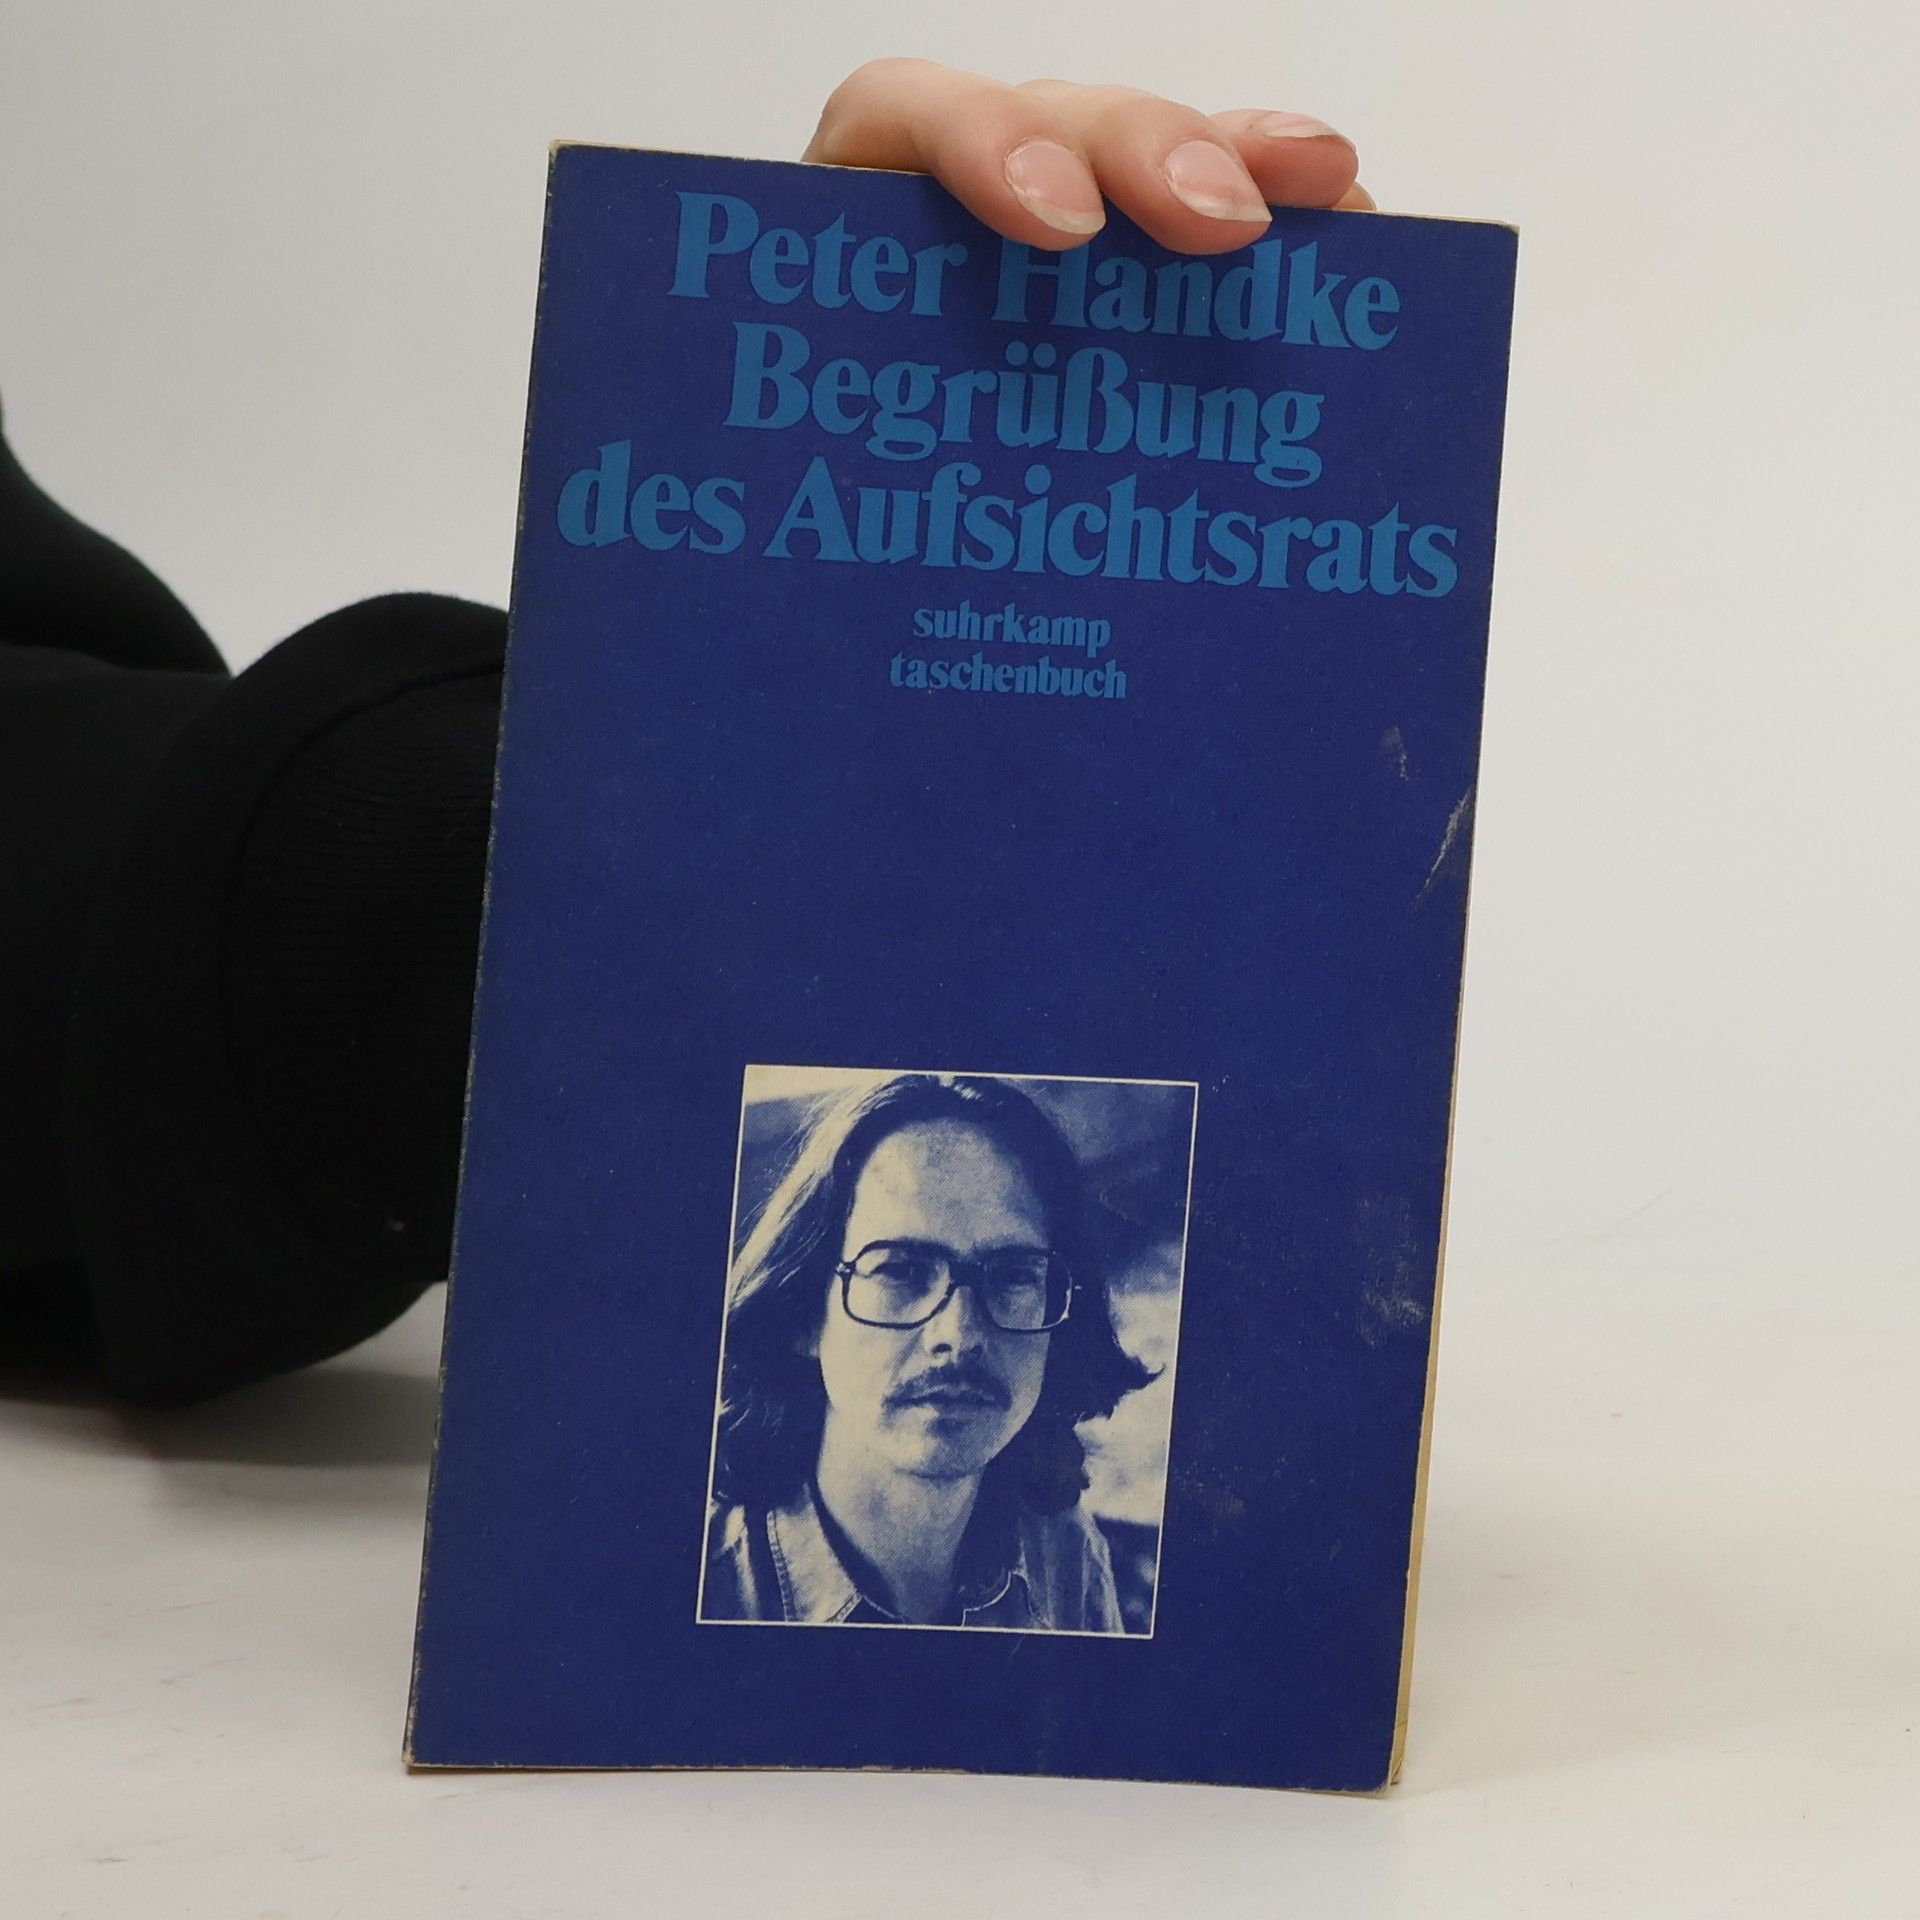 Peter Handke
Begrüßung
des Aufsichtsrats
suhrkamp
taschenbuch